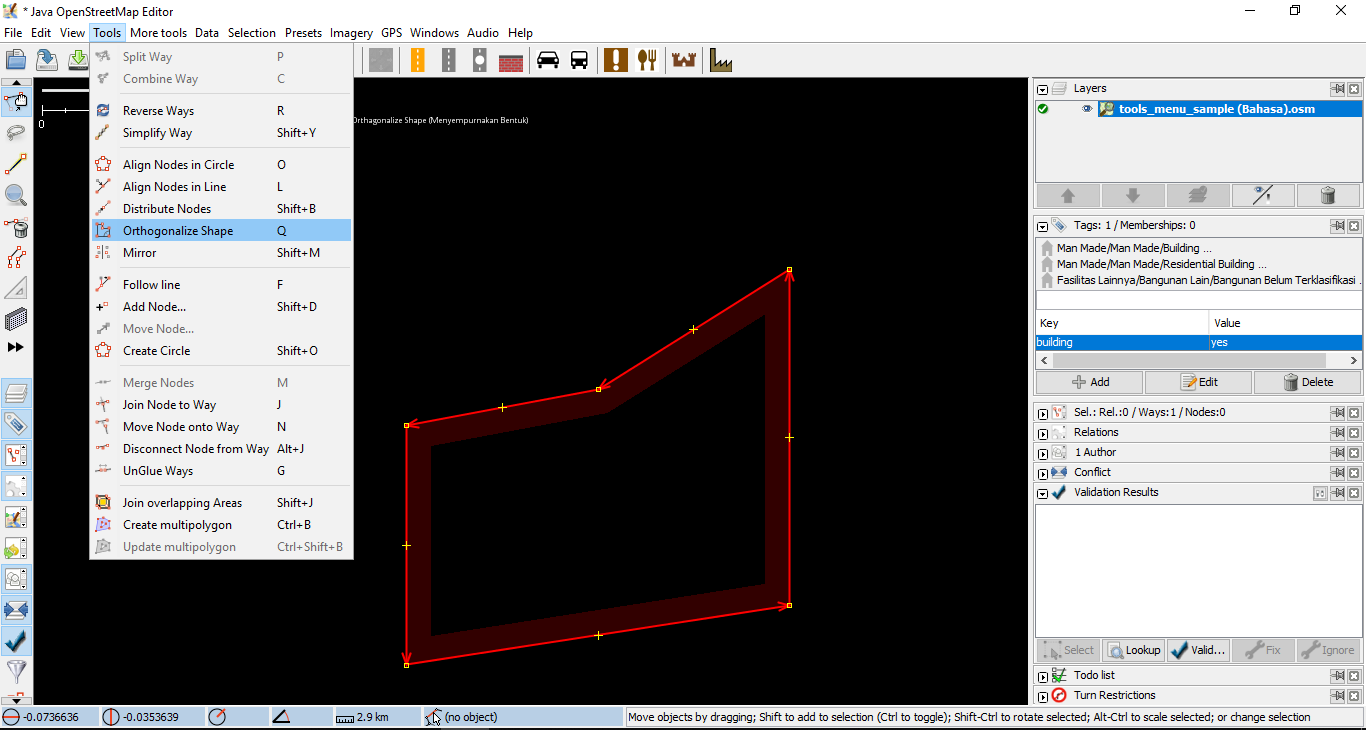 * Java OpenStreetMap Editor
File Edit View Tools More tools Data Selection Presets Imagery GPS Windows Audio Help
Split Way P
Combine Way C
Reverse Ways R
Simplify Way Shift+Y
Align Nodes in Circle O
Align Nodes in Line L
Distribute Nodes Shift+B
Orthogonalize Shape Q
Mirror Shift+M
Follow line F
Add Node... Shift+D
Move Node...
Create Circle Shift+O
Merge Nodes M
Join Node to Way J
Move Node onto Way N
Disconnect Node from Way Alt+J
UnGlue Ways G
Join overlapping Areas Shift+J
Create multipolygon Ctrl+B
Update multipolygon Ctrl+Shift+B
0
Orthagonalize Shape (Menyempurnakan Bentuk)
Layers
tools_menu_sample (Bahasa).osm
Tags: 1 / Memberships: 0
Man Made/Man Made/Building ...
Man Made/Man Made/Residential Building ...
Fasilitas Lainnya/Bangunan Lain/Bangunan Belum Terklasifikasi .
Key Value
building yes
Add Edit Delete
Sel.: Rel.:0 / Ways:1 / Nodes:0
Relations
1 Author
Conflict
Validation Results
Select Lookup Valid... Fix Ignore
Todo list
Turn Restrictions
-0.0736636 -0.0353639 2.9 km (no object) Move objects by dragging; Shift to add to selection (Ctrl to toggle); Shift-Ctrl to rotate selected; Alt-Ctrl to scale selected; or change selection